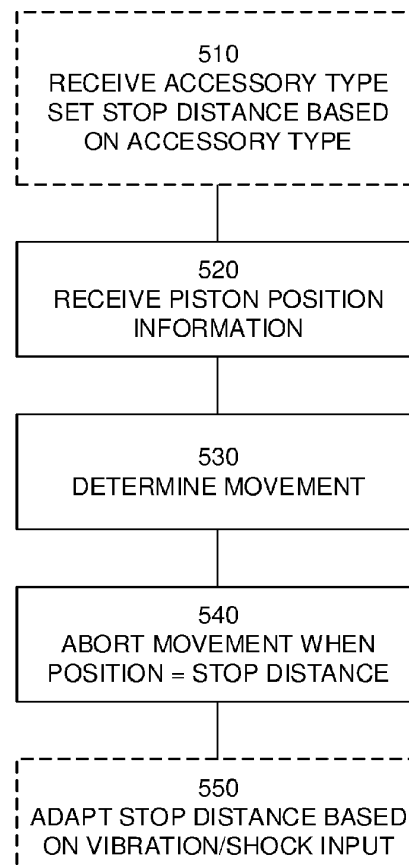 510
RECEIVE ACCESSORY TYPE
SET STOP DISTANCE BASED
ON ACCESSORY TYPE
520
RECEIVE PISTON POSITION
INFORMATION
530
DETERMINE MOVEMENT
540
ABORT MOVEMENT WHEN
POSITION = STOP DISTANCE
550
ADAPT STOP DISTANCE BASED
ON VIBRATION/SHOCK INPUT